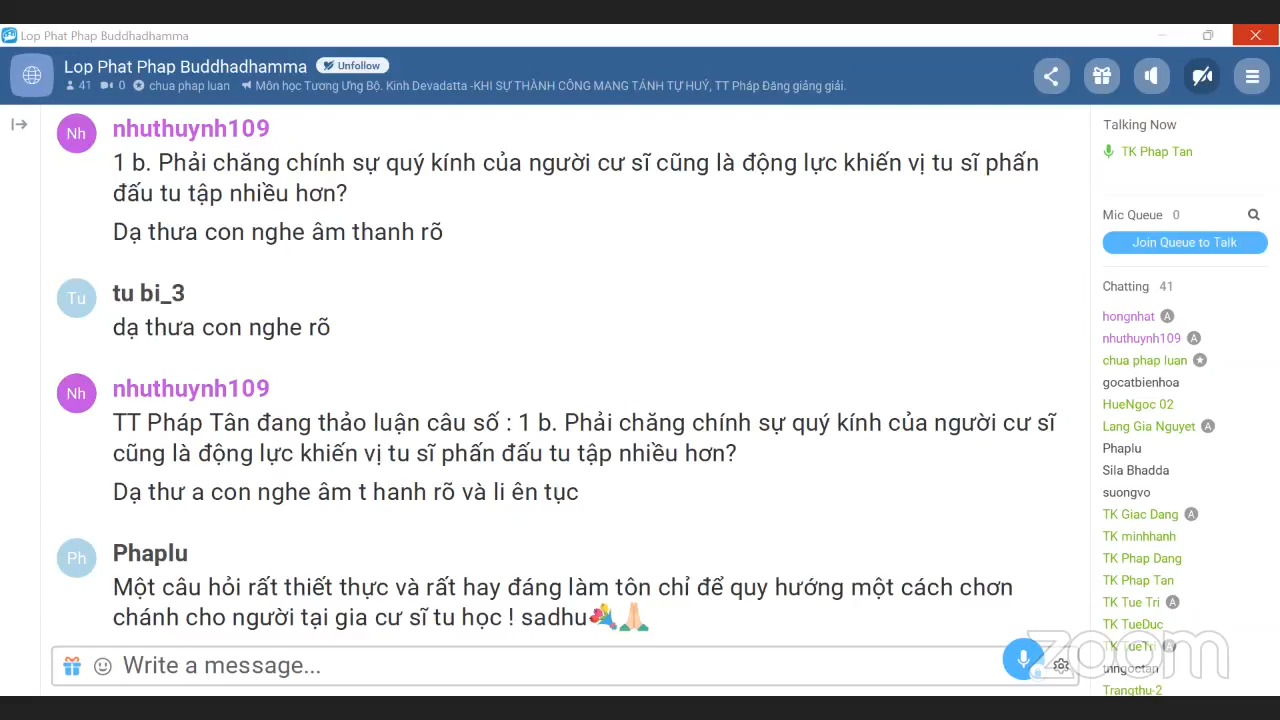 Lop Phat Phap Buddhadhamma
Lop Phat Phap Buddhadhamma Unfollow
41 0 chua phap luan Môn học Tương Ưng Bộ. Kinh Devadatta -KHI SỰ THÀNH CÔNG MANG TÁNH TỰ HUỶ, TT Pháp Đăng giảng giải.
Nh nhuthuynh109
1 b. Phải chăng chính sự quý kính của người cư sĩ cũng là động lực khiến vị tu sĩ phấn
đấu tu tập nhiều hơn?
Dạ thưa con nghe âm thanh rõ
Tu tu bi_3
dạ thưa con nghe rõ
Nh nhuthuynh109
TT Pháp Tân đang thảo luận câu số : 1 b. Phải chăng chính sự quý kính của người cư sĩ
cũng là động lực khiến vị tu sĩ phấn đấu tu tập nhiều hơn?
Dạ thư a con nghe âm t hanh rõ và li ên tục
Ph Phaplu
Một câu hỏi rất thiết thực và rất hay đáng làm tôn chỉ để quy hướng một cách chơn
chánh cho người tại gia cư sĩ tu học ! sadhu💐🙏🏻
Write a message...
Talking Now
TK Phap Tan
Mic Queue 0
Join Queue to Talk
Chatting 41
hongnhat A
nhuthuynh109 A
chua phap luan
gocatbienhoa
HueNgoc 02
Lang Gia Nguyet A
Phaplu
Sila Bhadda
suongvo
TK Giac Dang A
TK minhhanh
TK Phap Dang
TK Phap Tan
TK Tue Tri A
TK TueDuc
TK TueTri A
tnngoctan
Trangthu-2
zoom